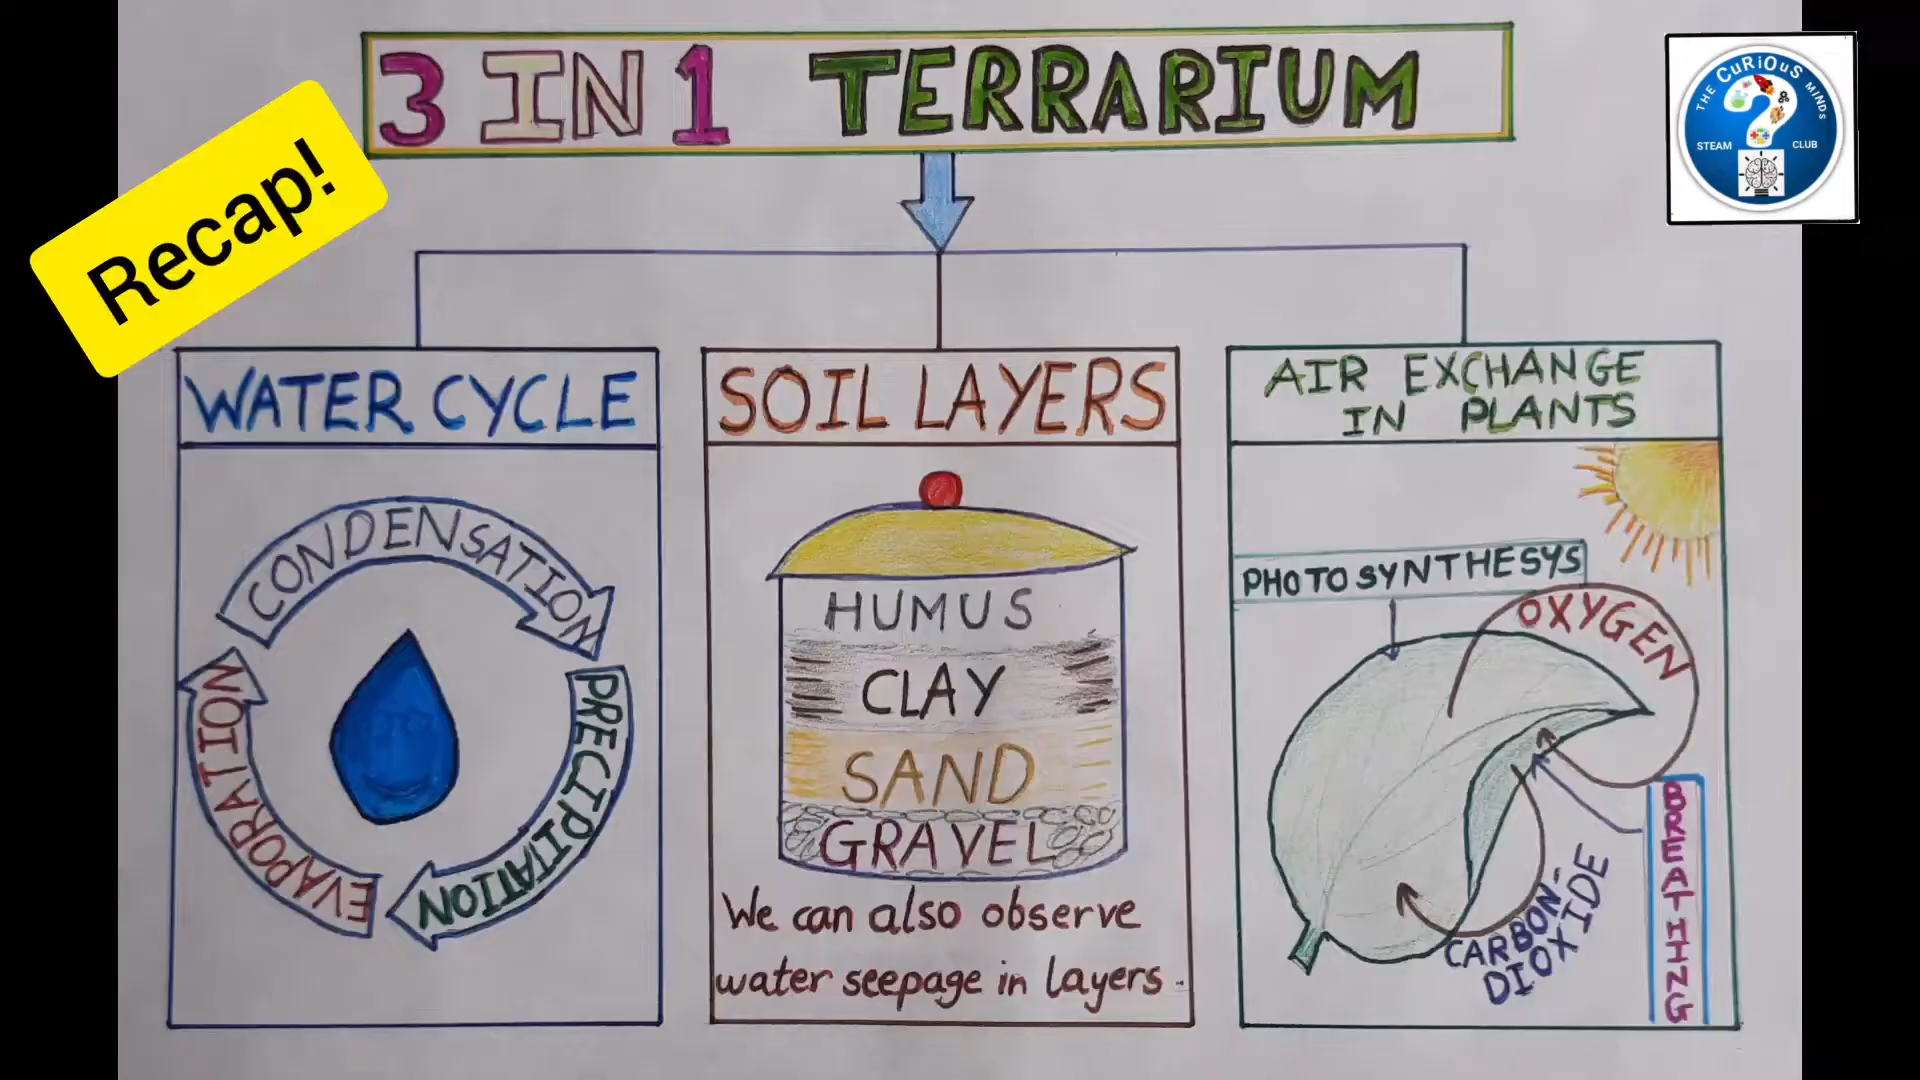 3 IN 1 TERRARIUM
Recap!
THE CuRiOuS MINDS
STEAM CLUB
WATER CYCLE
CONDENSATION
PRECIPITATION
EVAPORATION
SOIL LAYERS
HUMUS
CLAY
SAND
GRAVEL
We can also observe
water seepage in layers.
AIR EXCHANGE
IN PLANTS
PHOTOSYNTHESYS
OXYGEN
CARBON-
DIOXIDE
BREATHING